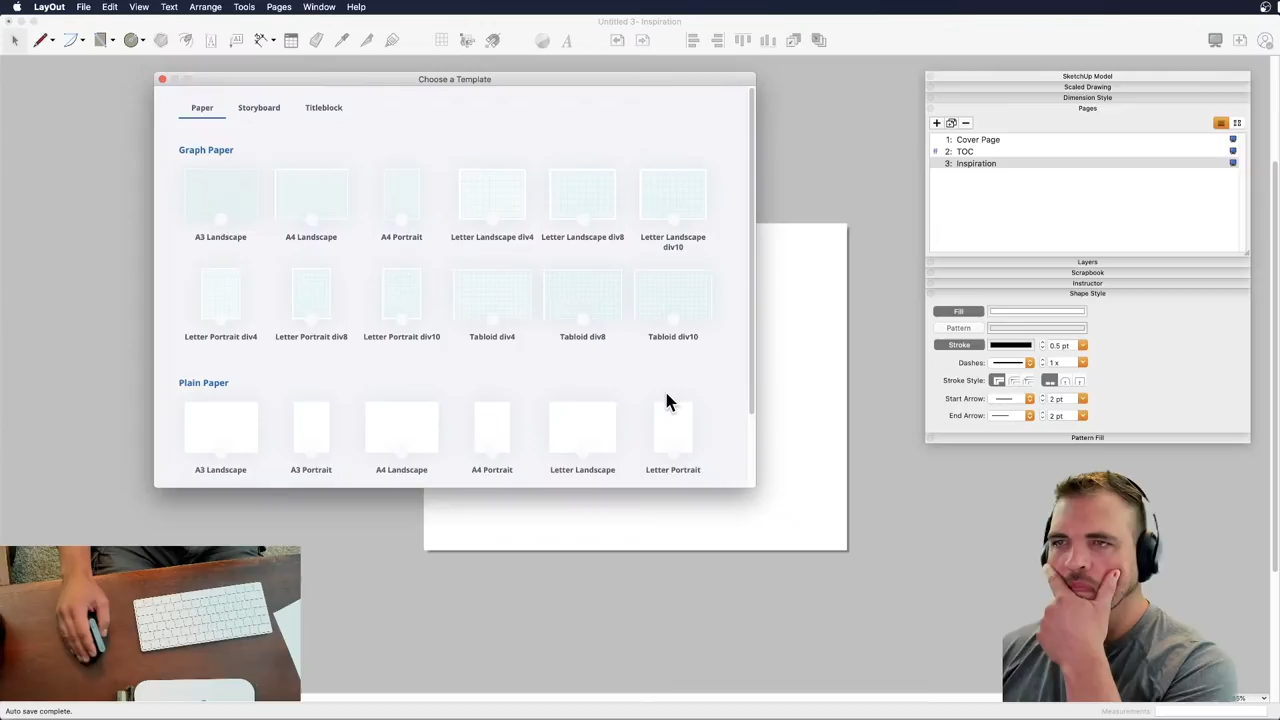 LayOut File Edit View Text Arrange Tools Pages Window Help
Untitled 3- Inspiration
Choose a Template
Paper Storyboard Titleblock
Graph Paper
A3 Landscape A4 Landscape A4 Portrait Letter Landscape div4 Letter Landscape div8 Letter Landscape div10
Letter Portrait div4 Letter Portrait div8 Letter Portrait div10 Tabloid div4 Tabloid div8 Tabloid div10
Plain Paper
A3 Landscape A3 Portrait A4 Landscape A4 Portrait Letter Landscape Letter Portrait
SketchUp Model
Scaled Drawing
Dimension Style
Pages
1: Cover Page
# 2: TOC
3: Inspiration
Layers
Scrapbook
Instructor
Shape Style
Fill
Pattern
Stroke 0.5 pt
Dashes: 1 x
Stroke Style:
Start Arrow: 2 pt
End Arrow: 2 pt
Pattern Fill
Auto save complete.
Measurements